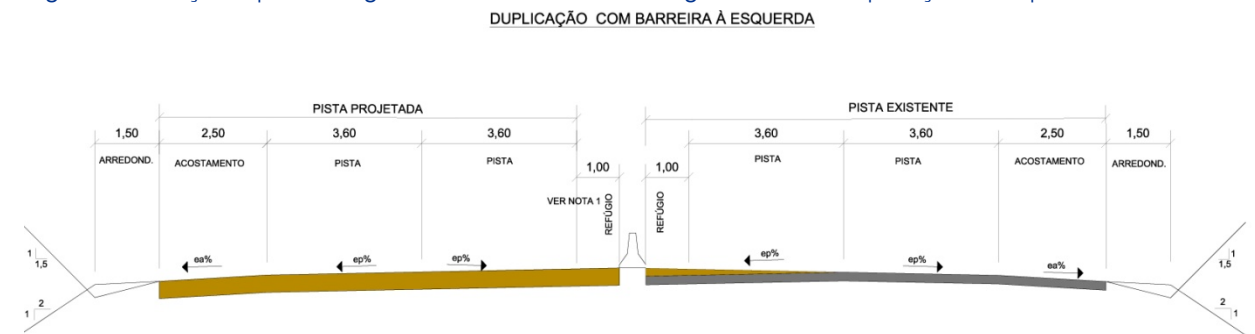 DUPLICAÇÃO COM BARREIRA À ESQUERDA
PISTA PROJETADA
PISTA EXISTENTE
1,50
2,50
3,60
3,60
3,60
3,60
2,50
1,50
ARREDOND.
ACOSTAMENTO
PISTA
PISTA
PISTA
PISTA
ACOSTAMENTO
ARREDOND.
1,00
1,00
VER NOTA 1
REFÚGIO
REFÚGIO
ea%
ep%
ep%
ep%
ep%
ea%
1
1,5
2
1
1
1,5
2
1